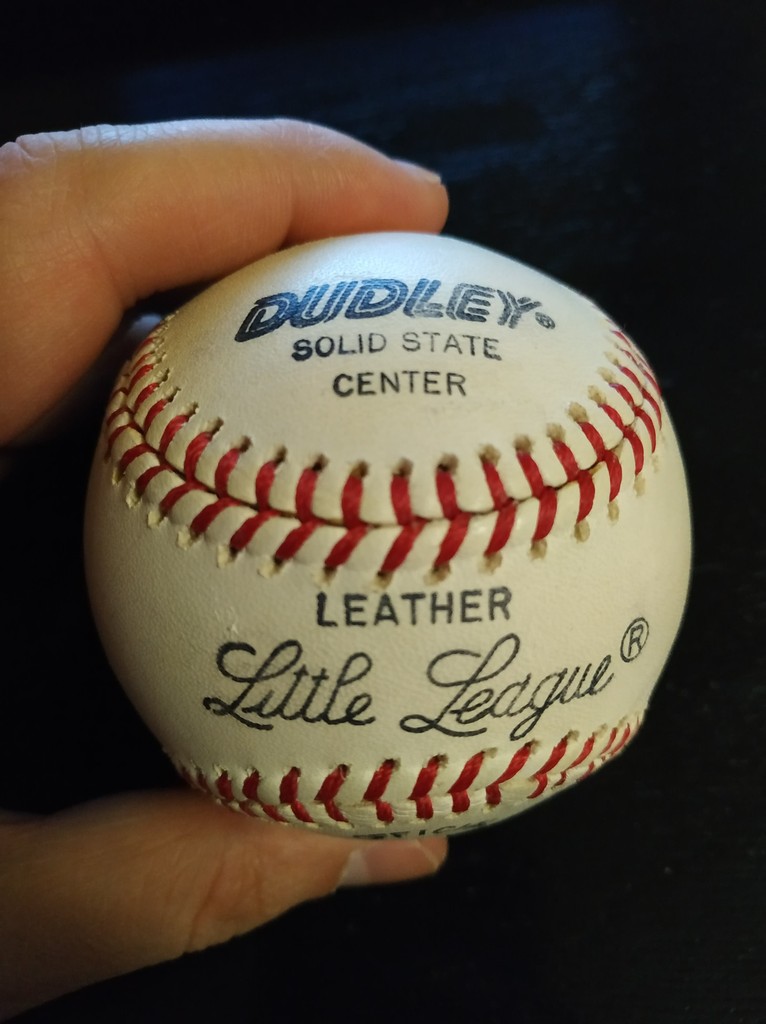 DUDLEY®
SOLID STATE
CENTER
LEATHER
Little League®